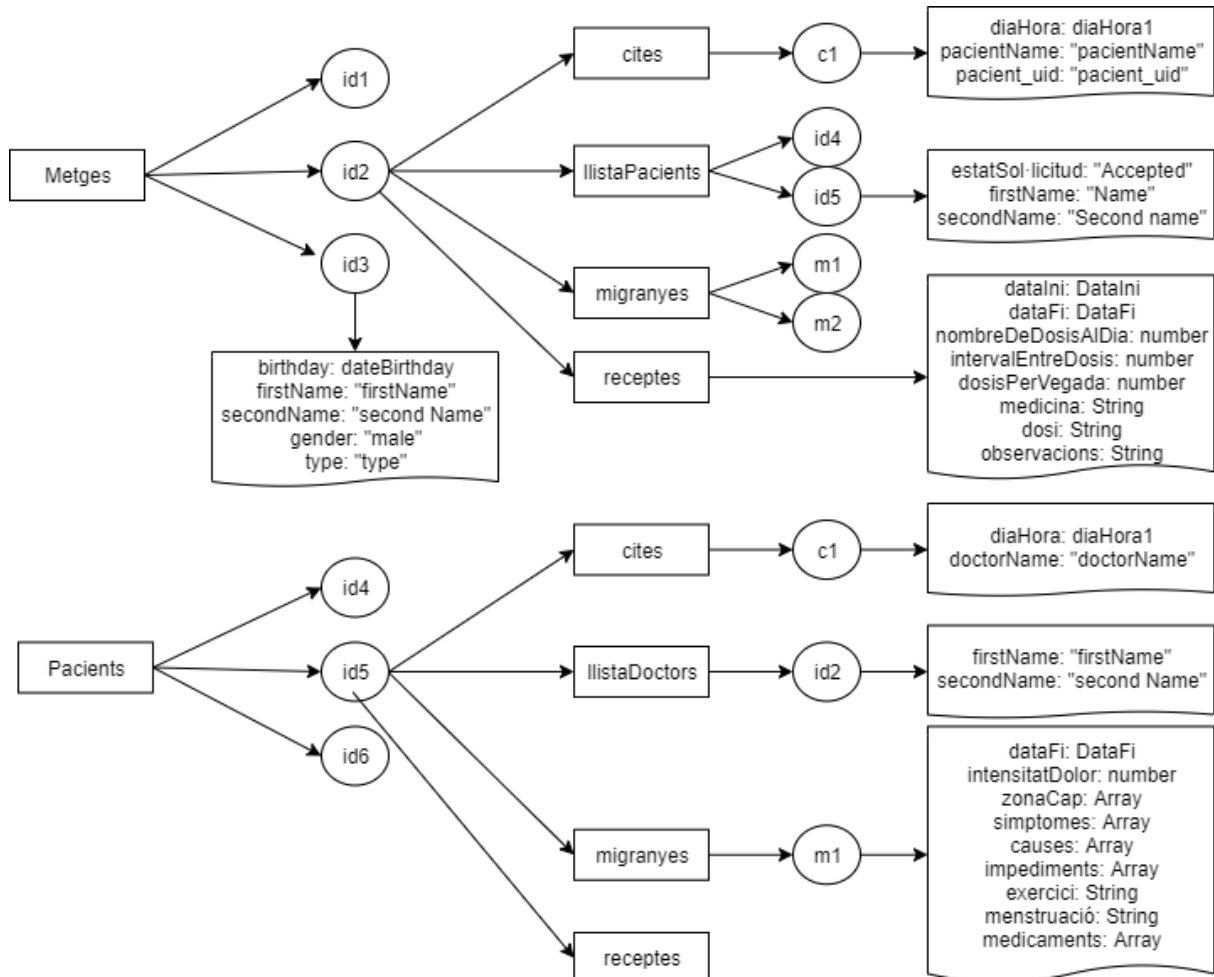 Metges
id1
id2
id3
birthday: dateBirthday
firstName: "firstName"
secondName: "second Name"
gender: "male"
type: "type"
cites
c1
diaHora: diaHora1
pacientName: "pacientName"
pacient_uid: "pacient_uid"
llistaPacients
id4
id5
estatSol·licitud: "Accepted"
firstName: "Name"
secondName: "Second name"
migranyes
m1
m2
receptes
dataIni: DataIni
dataFi: DataFi
nombreDeDosisAlDia: number
intervalEntreDosis: number
dosisPerVegada: number
medicina: String
dosi: String
observacions: String
Pacients
id4
id5
id6
cites
c1
diaHora: diaHora1
doctorName: "doctorName"
llistaDoctors
id2
firstName: "firstName"
secondName: "second Name"
migranyes
m1
dataFi: DataFi
intensitatDolor: number
zonaCap: Array
simptomes: Array
causes: Array
impediments: Array
exercici: String
menstruació: String
medicaments: Array
receptes